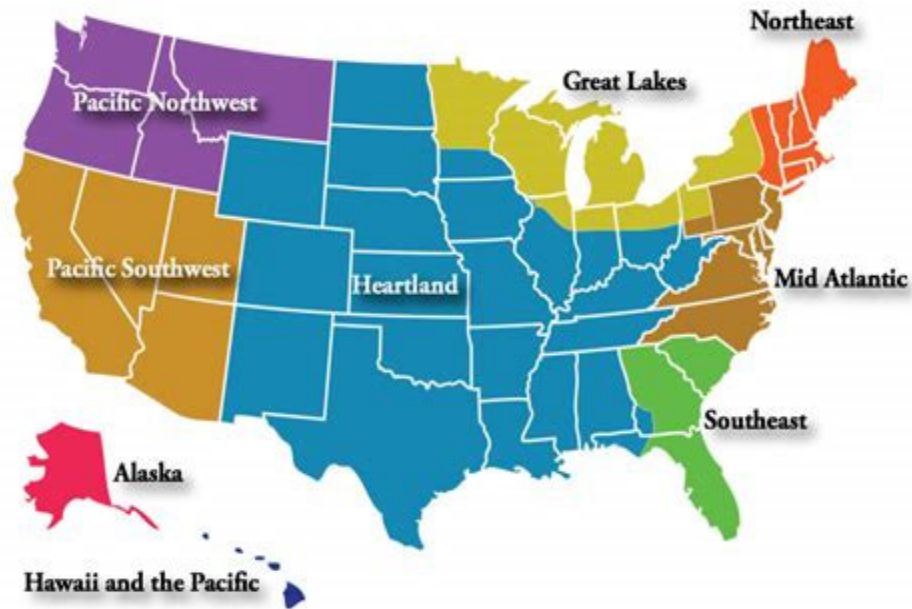 Northeast
Great Lakes
Pacific Northwest
Pacific Southwest
Heartland
Mid Atlantic
Southeast
Alaska
Hawaii and the Pacific